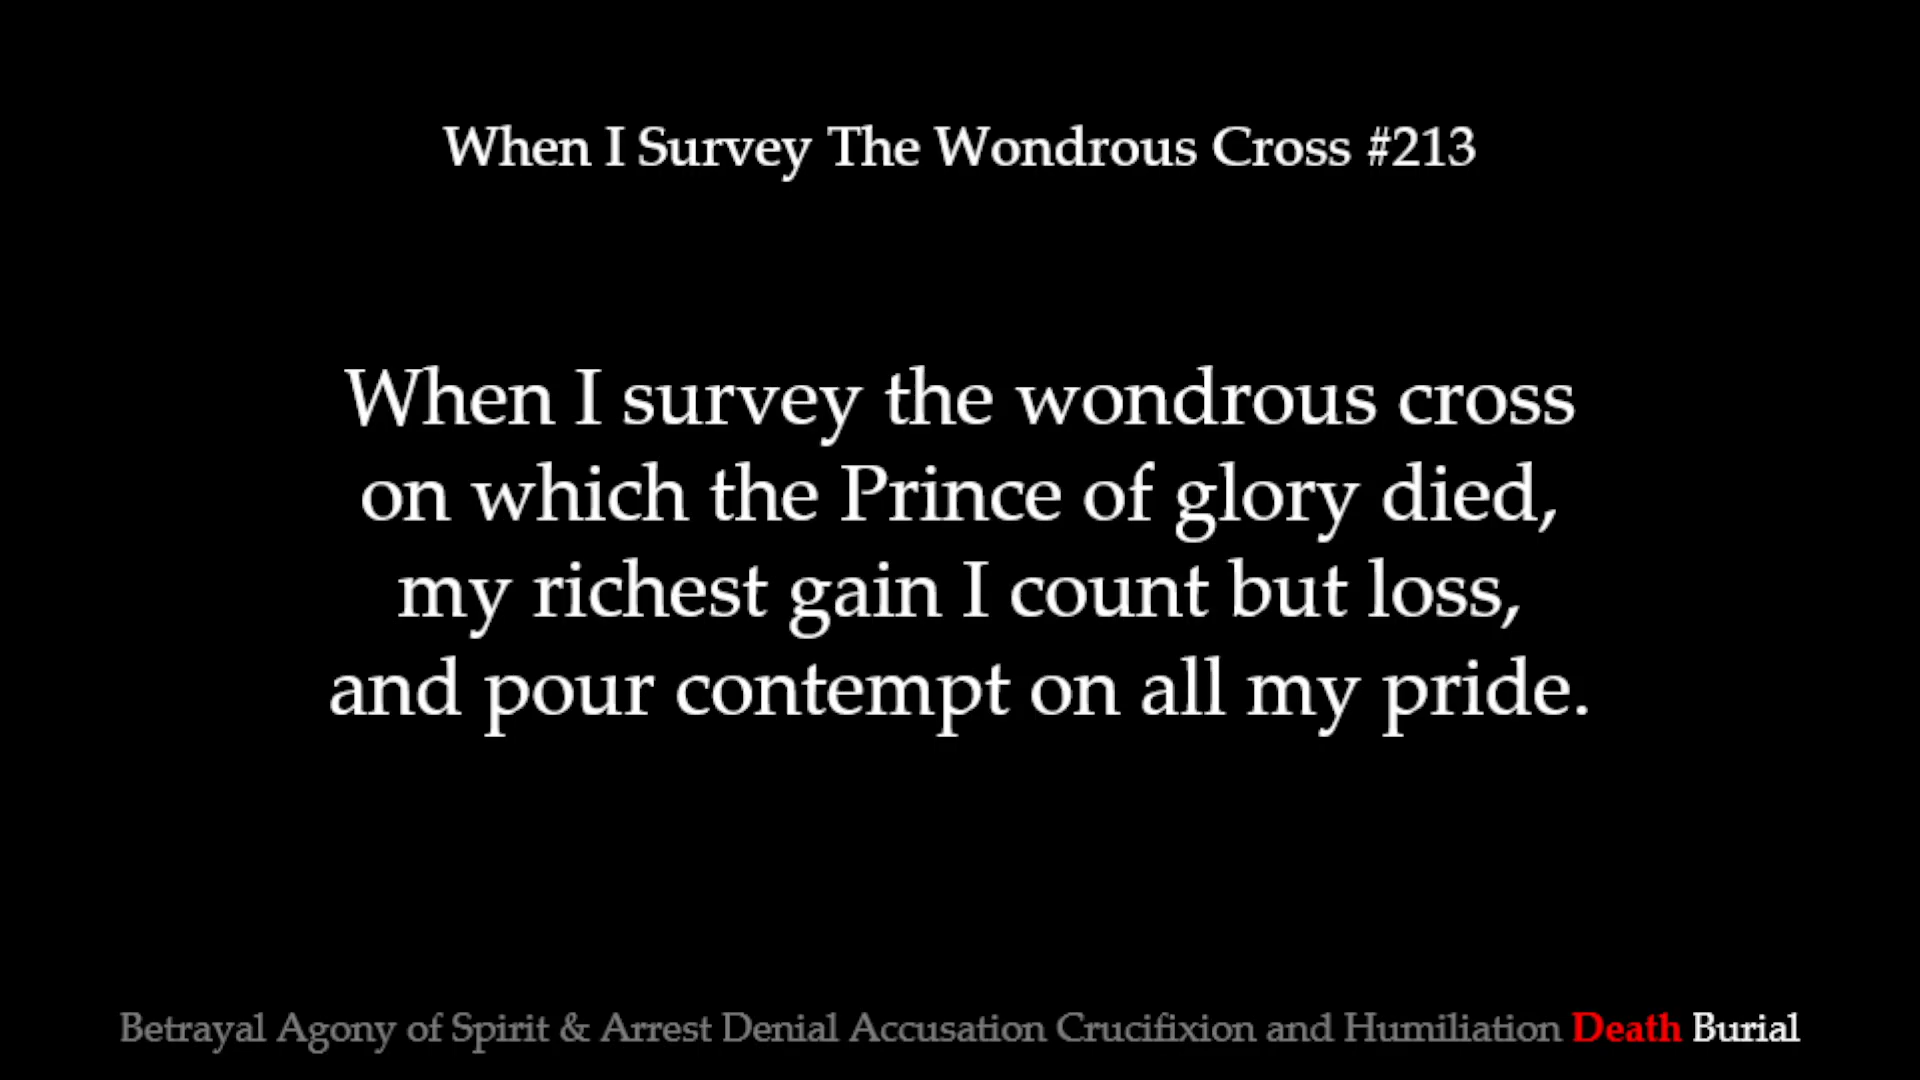 When I Survey The Wondrous Cross #213
When I survey the wondrous cross
on which the Prince of glory died,
my richest gain I count but loss,
and pour contempt on all my pride.
Betrayal Agony of Spirit & Arrest Denial Accusation Crucifixion and Humiliation Death Burial